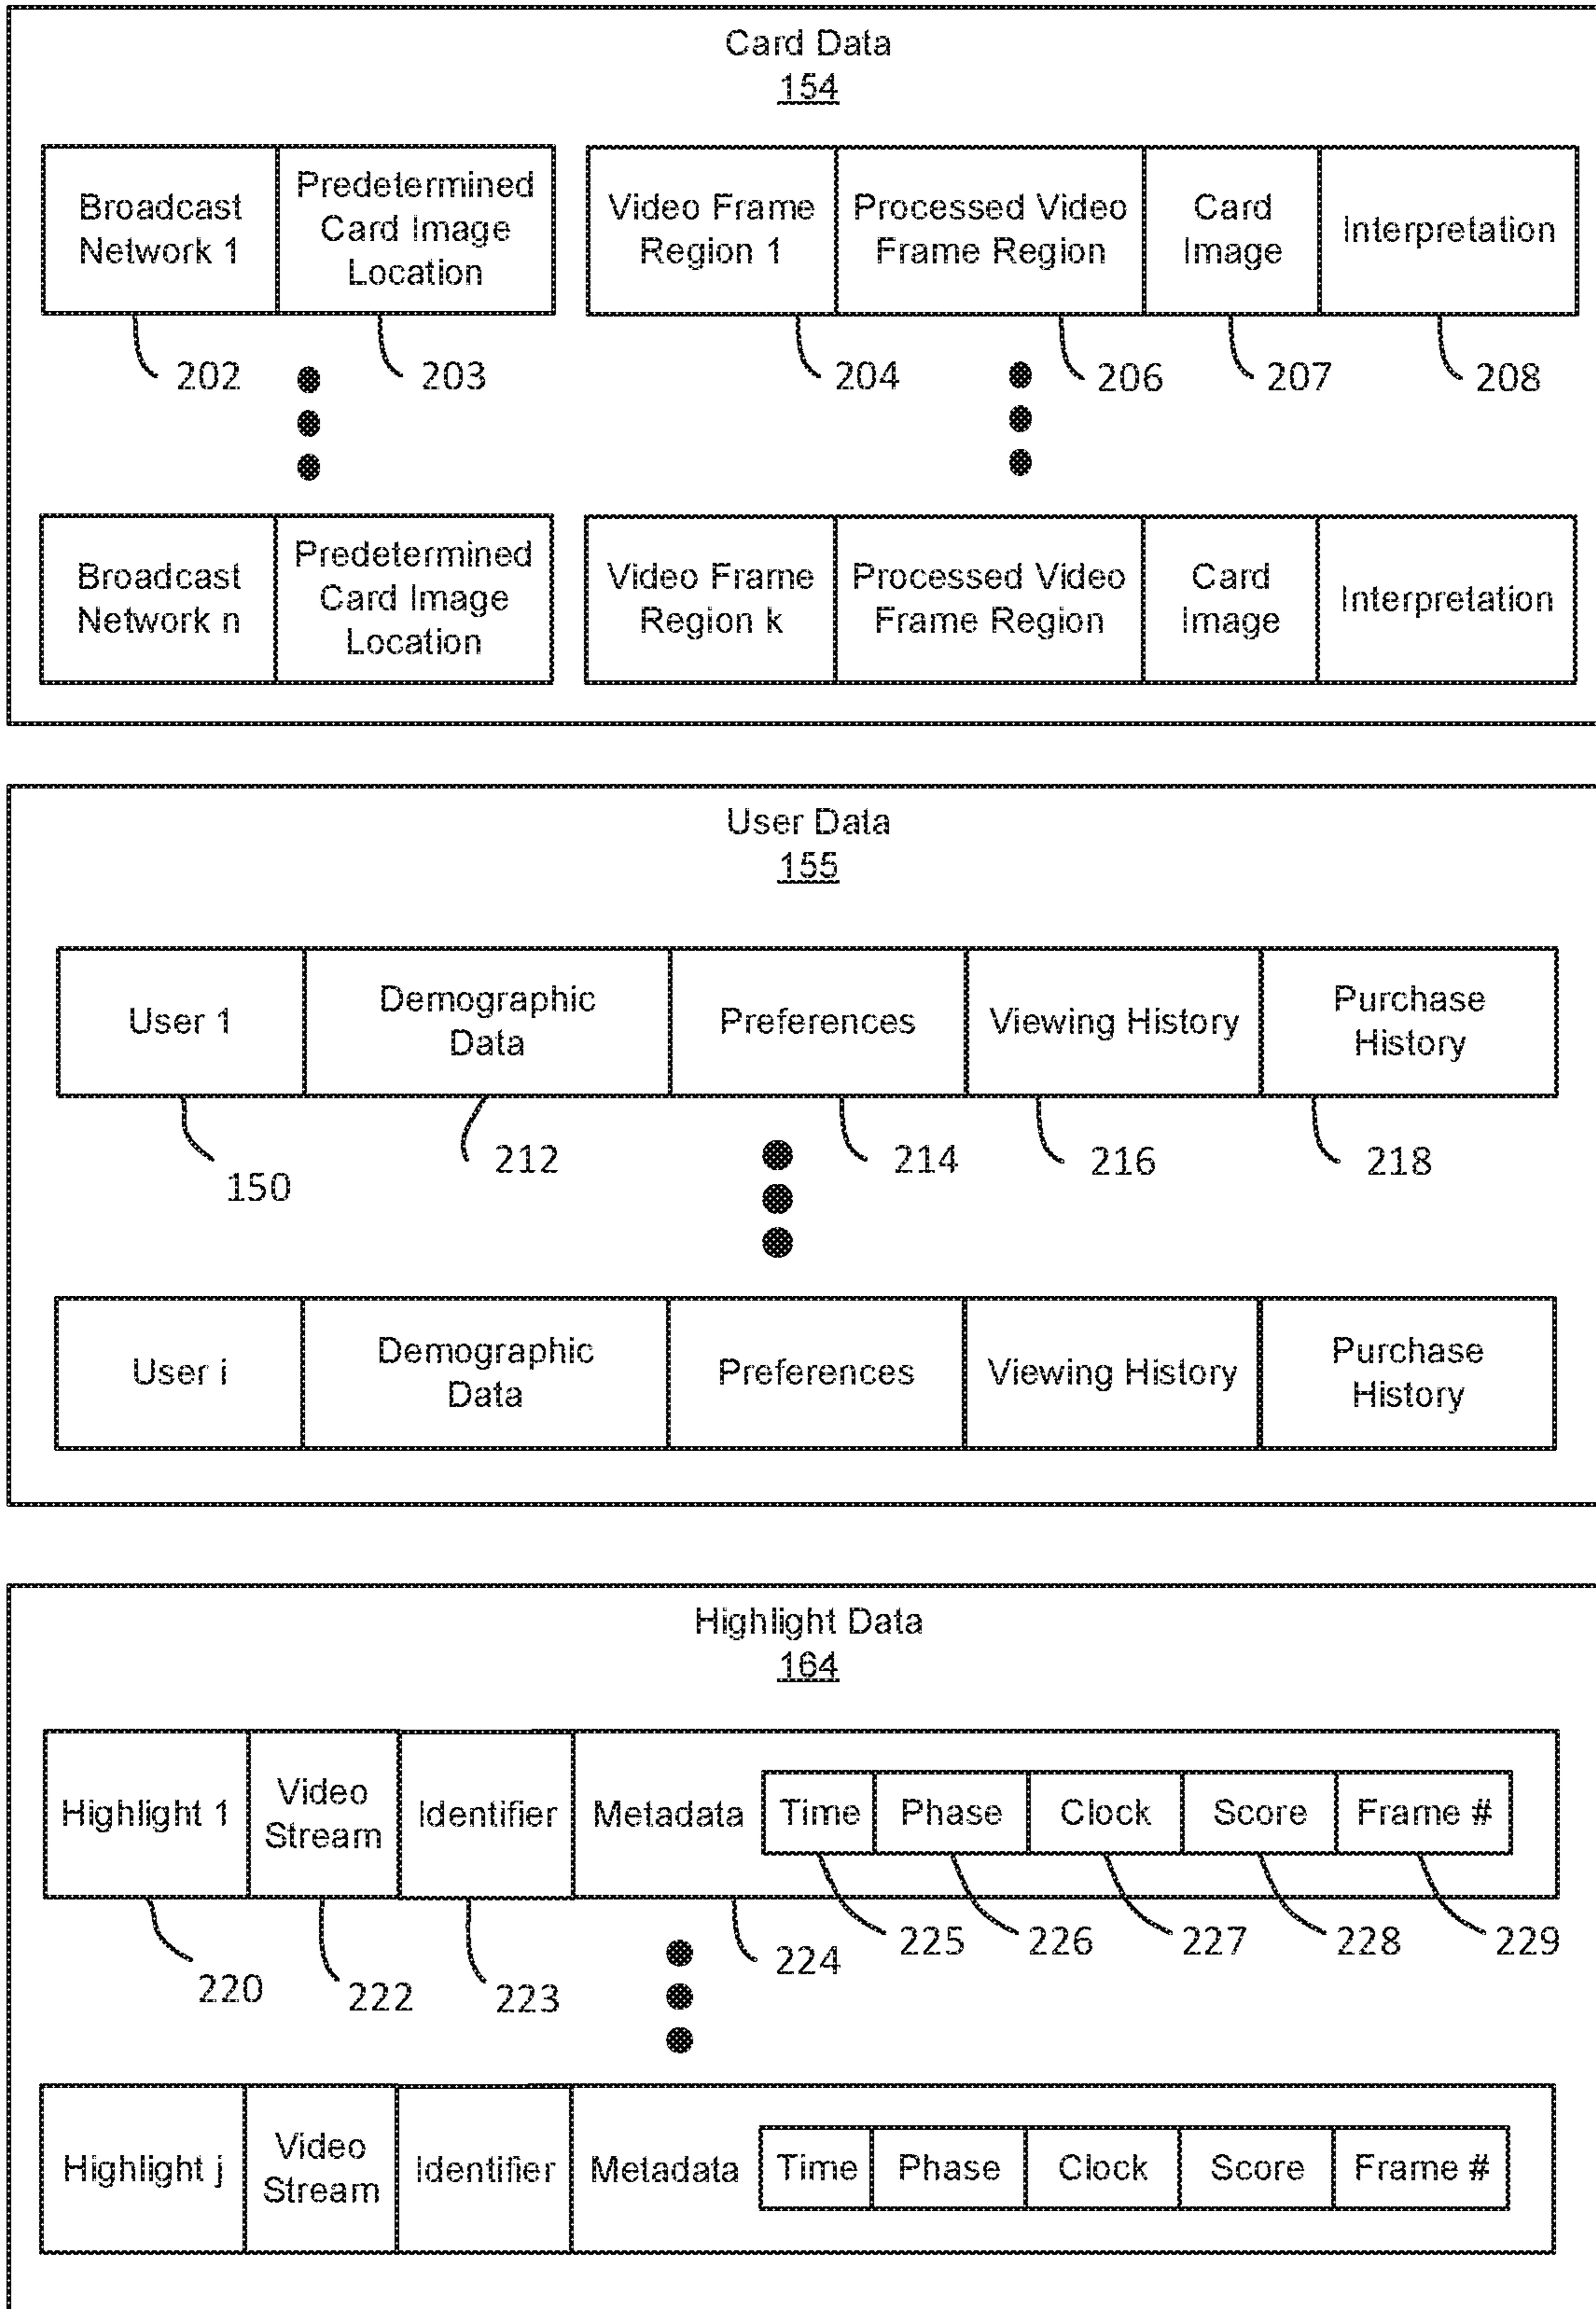 Card Data
154
Broadcast
Network 1
Predetermined
Card Image
Location
Video Frame
Region 1
Processed Video
Frame Region
Card
Image
Interpretation
202
203
204
206
207
208
Broadcast
Network n
Predetermined
Card Image
Location
Video Frame
Region k
Processed Video
Frame Region
Card
Image
Interpretation
User Data
155
User 1
Demographic
Data
Preferences
Viewing History
Purchase
History
150
212
214
216
218
User i
Demographic
Data
Preferences
Viewing History
Purchase
History
Highlight Data
164
Highlight 1
Video
Stream
Identifier
Metadata
Time
Phase
Clock
Score
Frame #
220
222
223
224
225
226
227
228
229
Highlight j
Video
Stream
Identifier
Metadata
Time
Phase
Clock
Score
Frame #